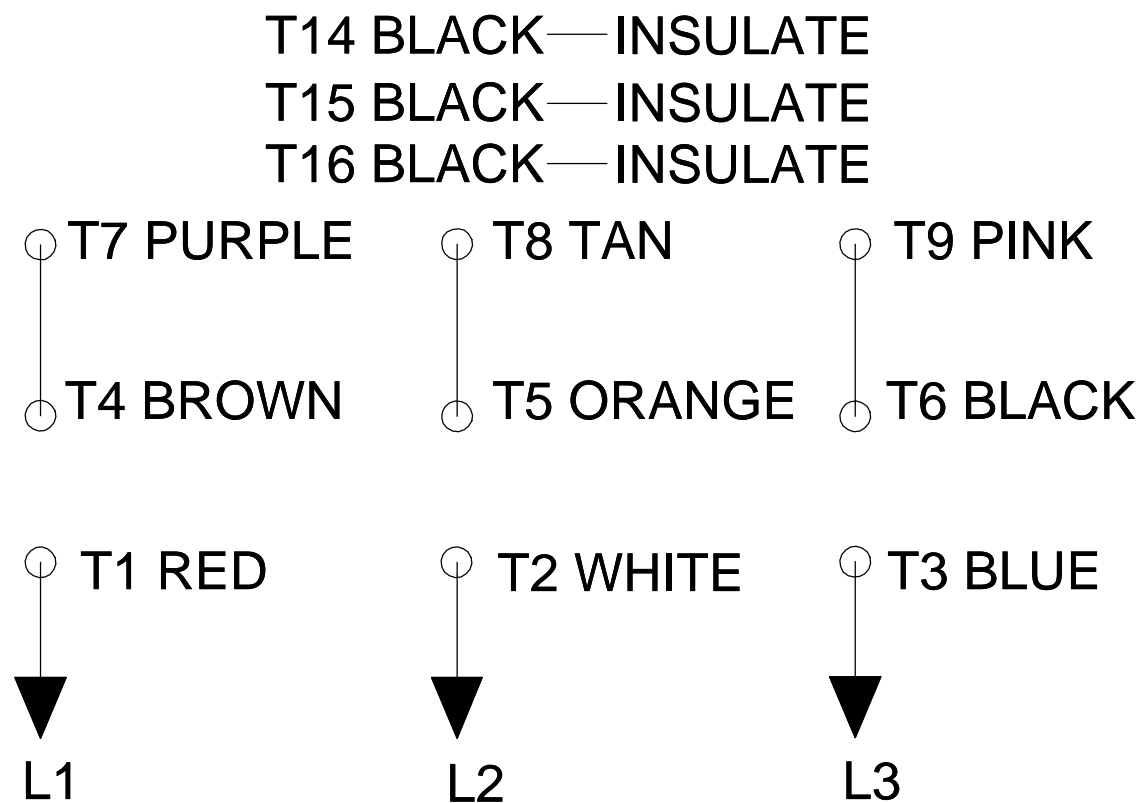 T14 BLACK — INSULATE
T15 BLACK — INSULATE
T16 BLACK — INSULATE
T7 PURPLE T8 TAN T9 PINK
T4 BROWN T5 ORANGE T6 BLACK
T1 RED T2 WHITE T3 BLUE
L1 L2 L3